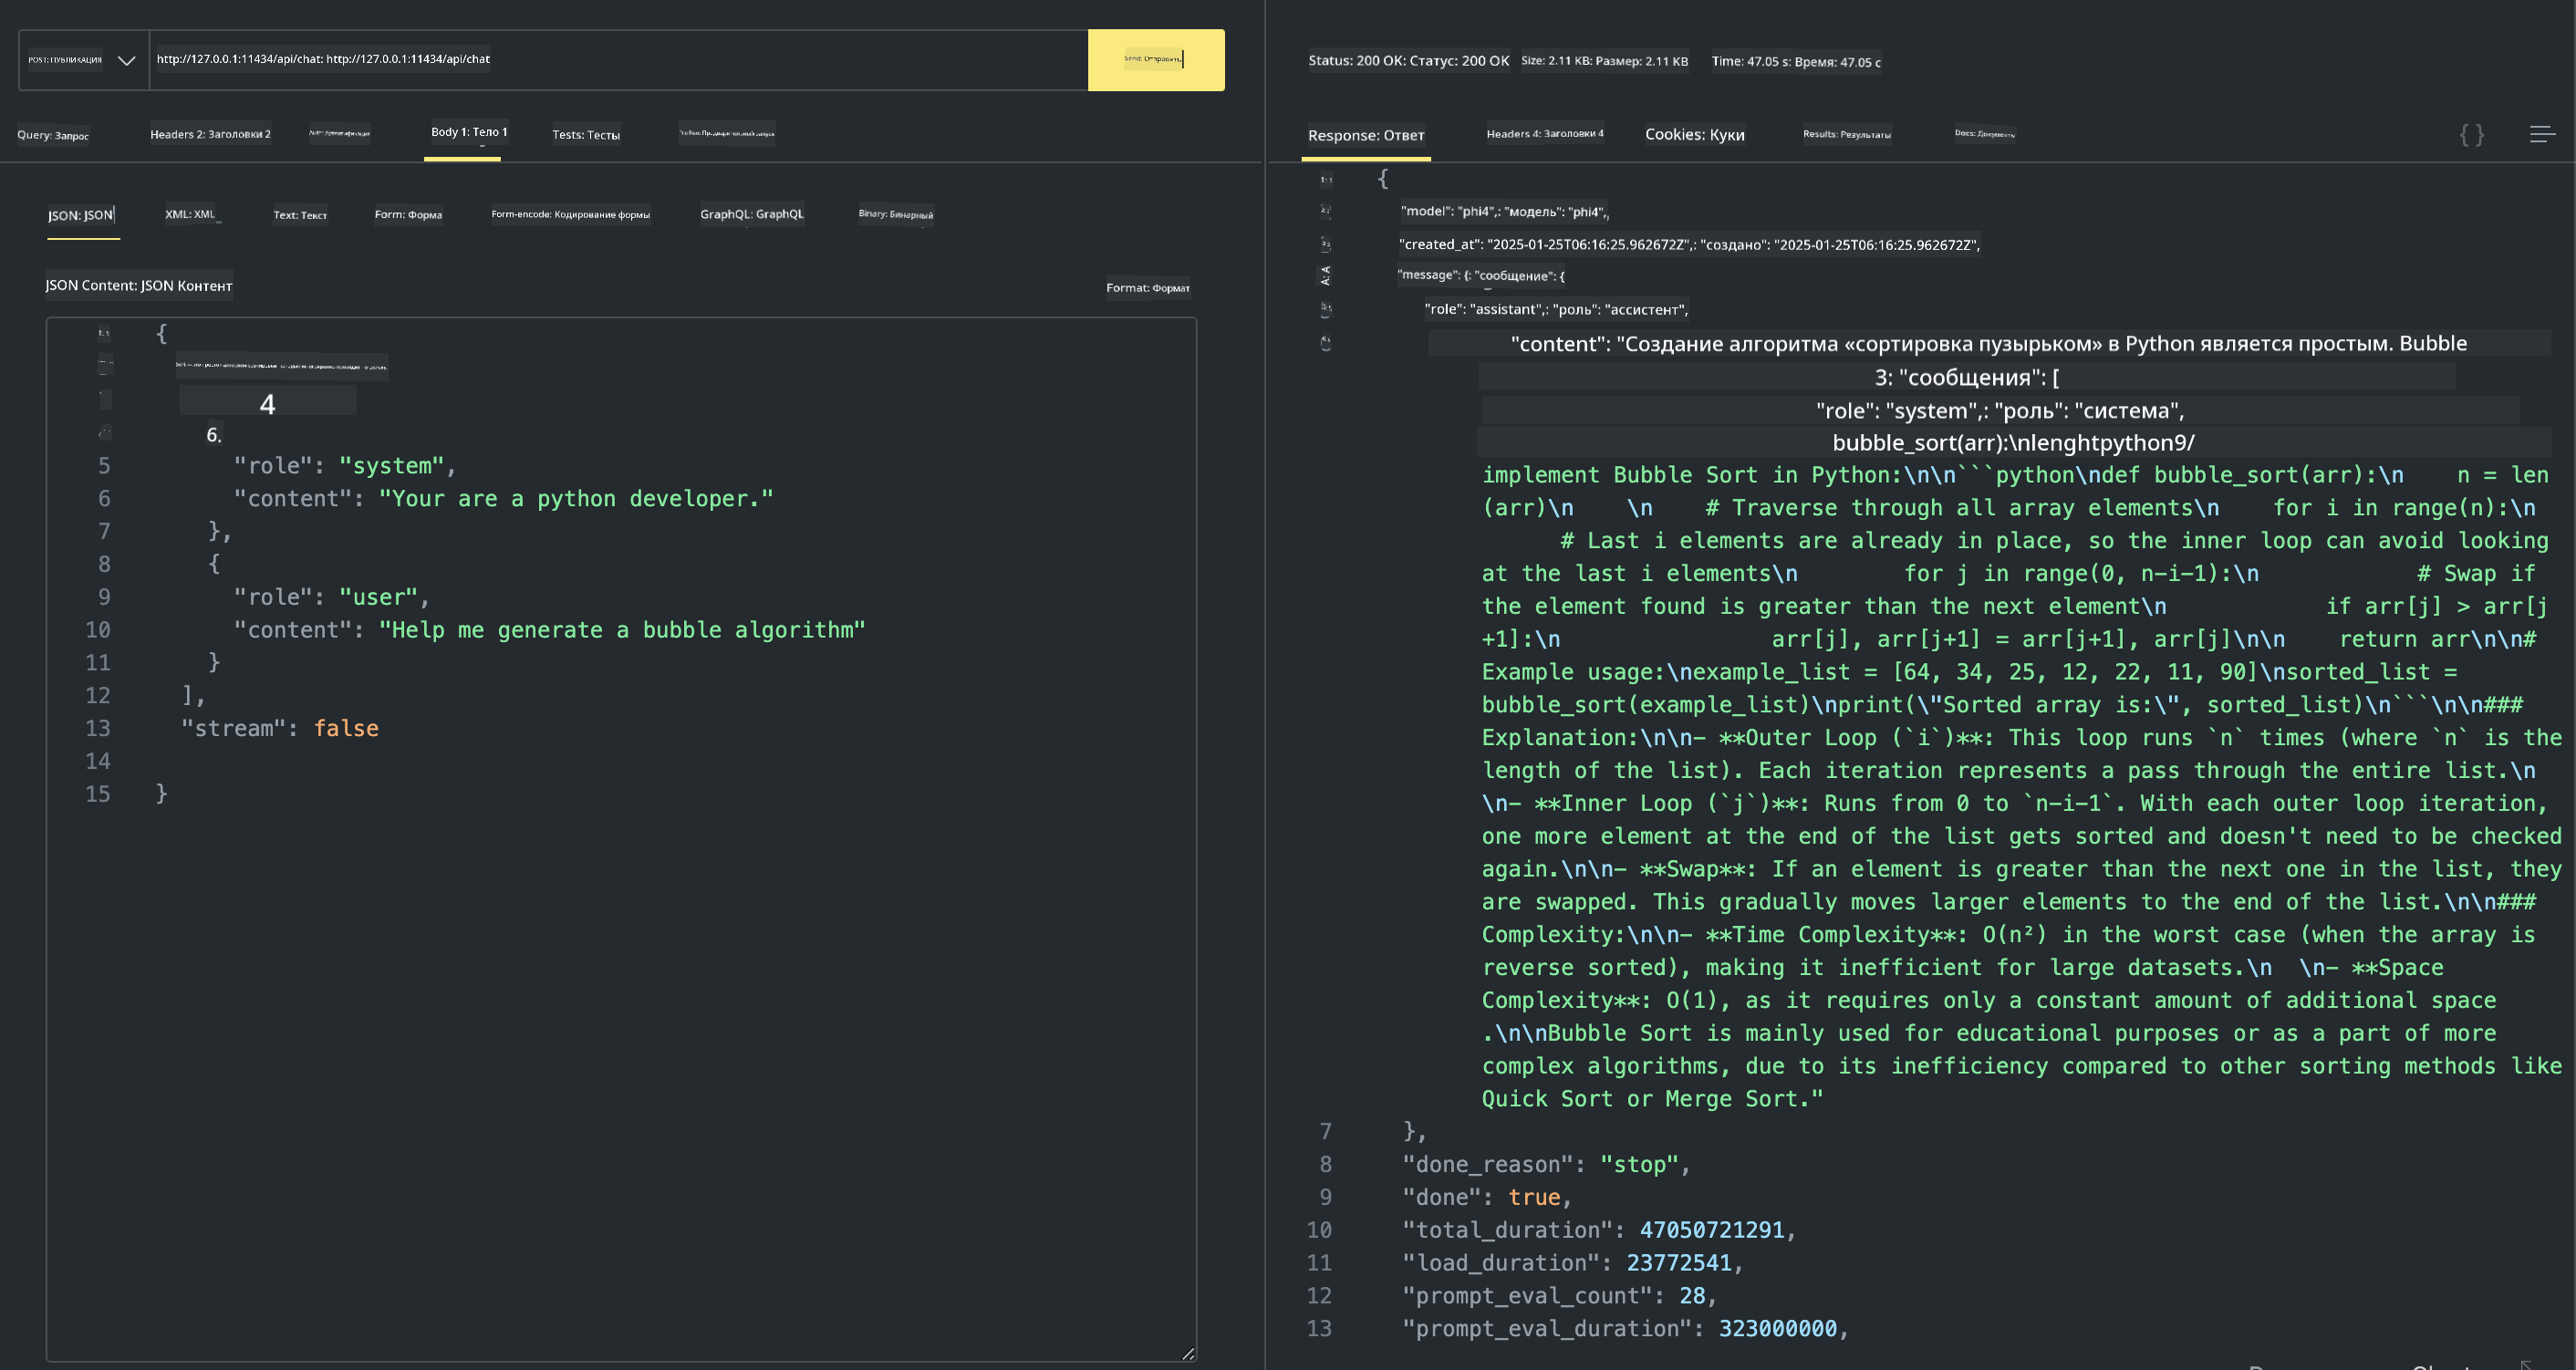 POST: ПУБЛИКАЦИЯ
http://127.0.0.1:11434/api/chat: http://127.0.0.1:11434/api/chat
Send: Отправить
Query: Запрос
Headers 2: Заголовки 2
Body 1: Тело 1
Tests: Тесты
JSON: JSON
XML: XML
Text: Текст
Form: Форма
Form-encode: Кодирование формы
GraphQL: GraphQL
Binary: Бинарный
JSON Content: JSON Контент
Format: Формат
{
4
6.
5 "role": "system",
6 "content": "Your are a python developer."
7 },
8 {
9 "role": "user",
10 "content": "Help me generate a bubble algorithm"
11 }
12 ],
13 "stream": false
14
15 }
Status: 200 OK: Статус: 200 OK
Size: 2.11 KB: Размер: 2.11 KB
Time: 47.05 s: Время: 47.05 с
Response: Ответ
Headers 4: Заголовки 4
Cookies: Куки
Results: Результаты
Docs: Документы
{}
{
"model": "phi4",: "модель": "phi4",
"created_at": "2025-01-25T06:16:25.962672Z",: "создано": "2025-01-25T06:16:25.962672Z",
"message": {: "сообщение": {
"role": "assistant",: "роль": "ассистент",
"content": "Создание алгоритма «сортировка пузырьком» в Python является простым. Bubble
3: "сообщения": [
"role": "system",: "роль": "система",
bubble_sort(arr):\nlenghtpython9/
implement Bubble Sort in Python:\n\n```python\ndef bubble_sort(arr):\n    n = len
(arr)\n    \n    # Traverse through all array elements\n    for i in range(n):\n
# Last i elements are already in place, so the inner loop can avoid looking
at the last i elements\n        for j in range(0, n-i-1):\n            # Swap if
the element found is greater than the next element\n            if arr[j] > arr[j
+1]:\n                arr[j], arr[j+1] = arr[j+1], arr[j]\n\n    return arr\n\n#
Example usage:\nexample_list = [64, 34, 25, 12, 22, 11, 90]\nsorted_list =
bubble_sort(example_list)\nprint(\"Sorted array is:\", sorted_list)\n```\n\n###
Explanation:\n\n- **Outer Loop (`i`)**: This loop runs `n` times (where `n` is the
length of the list). Each iteration represents a pass through the entire list.\n
\n- **Inner Loop (`j`)**: Runs from 0 to `n-i-1`. With each outer loop iteration,
one more element at the end of the list gets sorted and doesn't need to be checked
again.\n\n- **Swap**: If an element is greater than the next one in the list, they
are swapped. This gradually moves larger elements to the end of the list.\n\n###
Complexity:\n\n- **Time Complexity**: O(n²) in the worst case (when the array is
reverse sorted), making it inefficient for large datasets.\n  \n- **Space
Complexity**: O(1), as it requires only a constant amount of additional space
.\n\nBubble Sort is mainly used for educational purposes or as a part of more
complex algorithms, due to its inefficiency compared to other sorting methods like
Quick Sort or Merge Sort."
7 },
8 "done_reason": "stop",
9 "done": true,
10 "total_duration": 47050721291,
11 "load_duration": 23772541,
12 "prompt_eval_count": 28,
13 "prompt_eval_duration": 323000000,